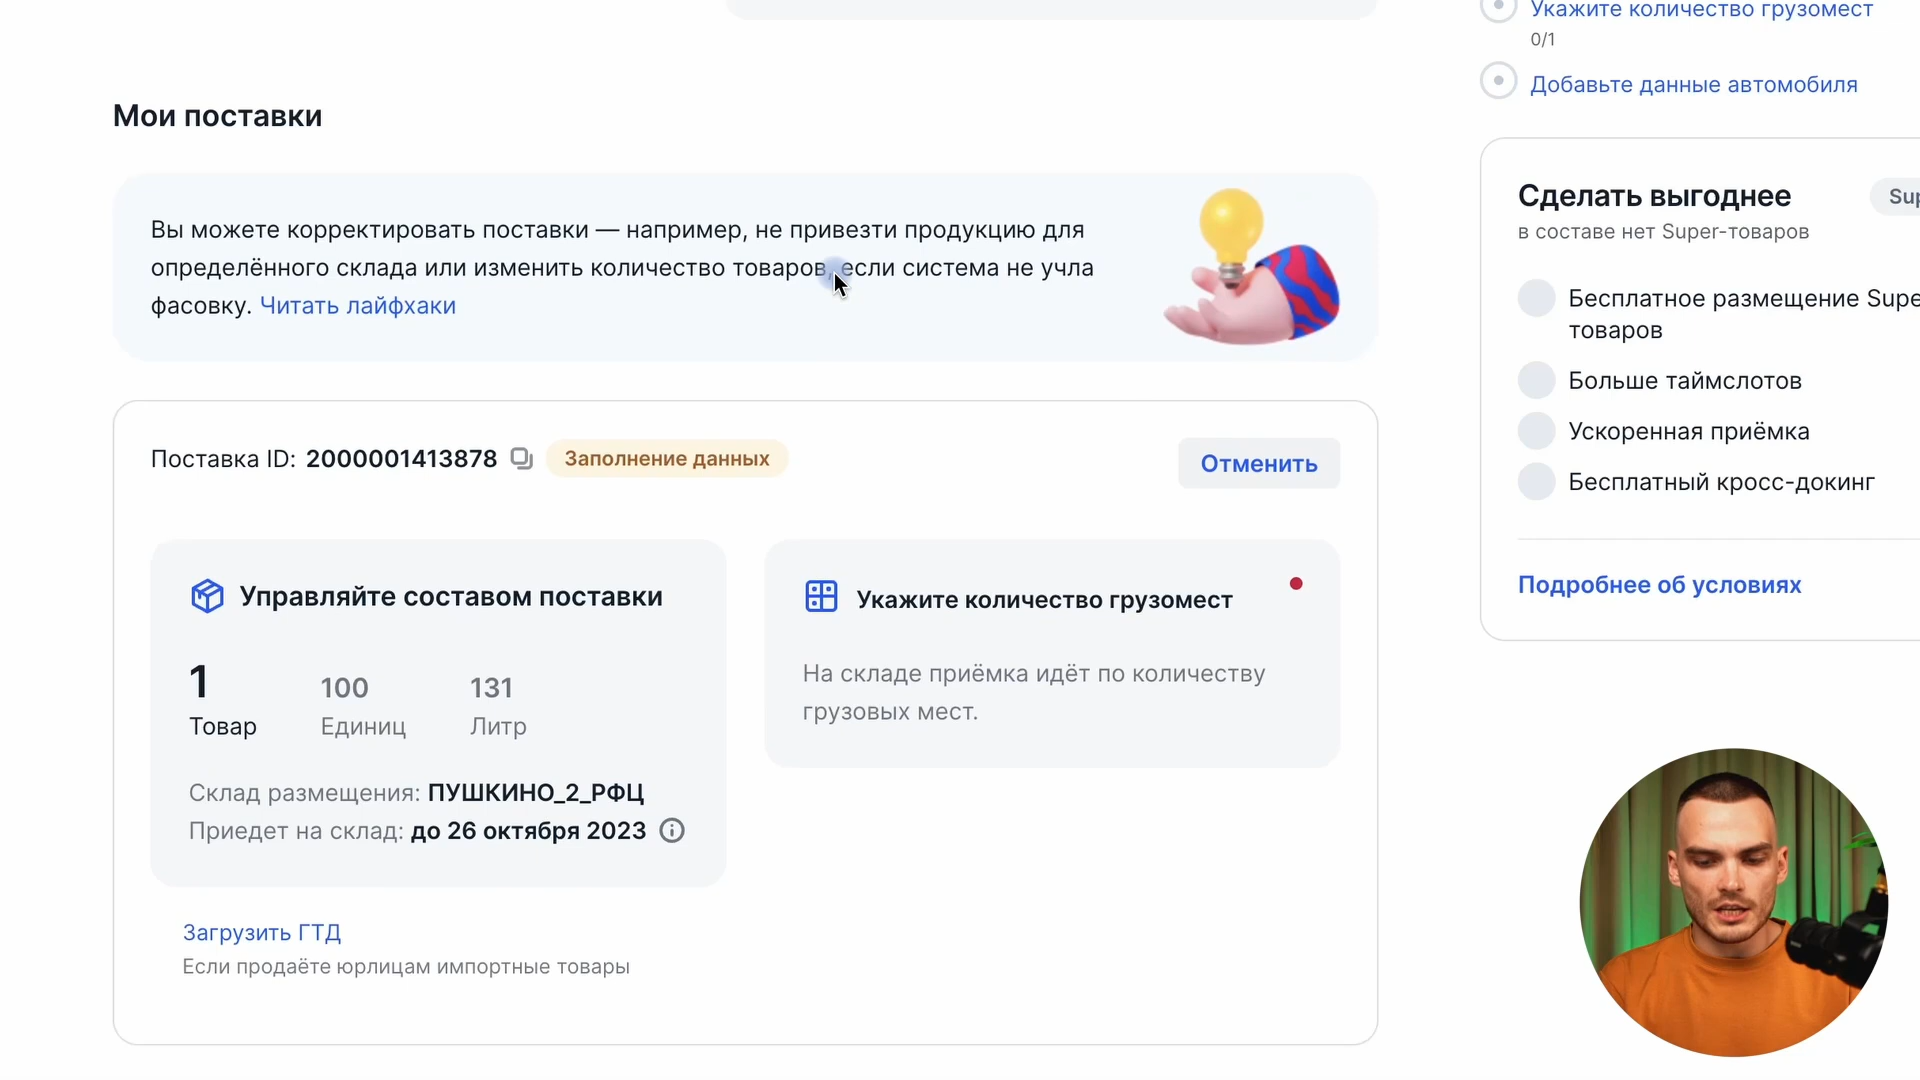 Укажите количество грузомест
0/1
Добавьте данные автомобиля
Мои поставки
Вы можете корректировать поставки — например, не привезти продукцию для
определённого склада или изменить количество товаров, если система не учла
фасовку. Читать лайфхаки
Поставка ID: 2000001413878
Заполнение данных
Отменить
Управляйте составом поставки
1
Товар
100
Единиц
131
Литр
Склад размещения: ПУШКИНО_2_РФЦ
Приедет на склад: до 26 октября 2023
Укажите количество грузомест
На складе приёмка идёт по количеству
грузовых мест.
Загрузить ГТД
Если продаёте юрлицам импортные товары
Сделать выгоднее
в составе нет Super-товаров
Бесплатное размещение
товаров
Больше таймслотов
Ускоренная приёмка
Бесплатный кросс-докинг
Подробнее об условиях